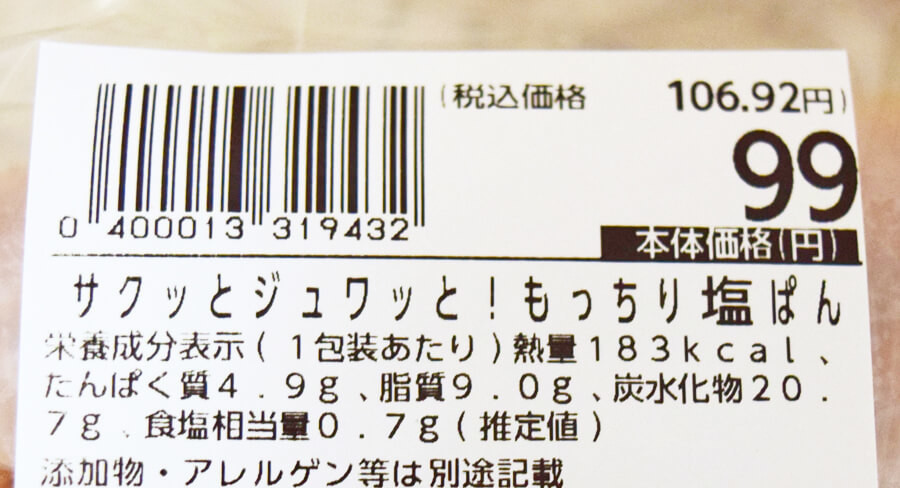 (税込価格 106.92円)
99
0 400013 319432
本体価格(円)
サクッとジュワッと!もっちり塩ぱん
栄養成分表示(1包装あたり)熱量183kcal、
たんぱく質4.9g、脂質9.0g、炭水化物20.
7g、食塩相当量0.7g(推定値)
添加物・アレルゲン等は別途記載